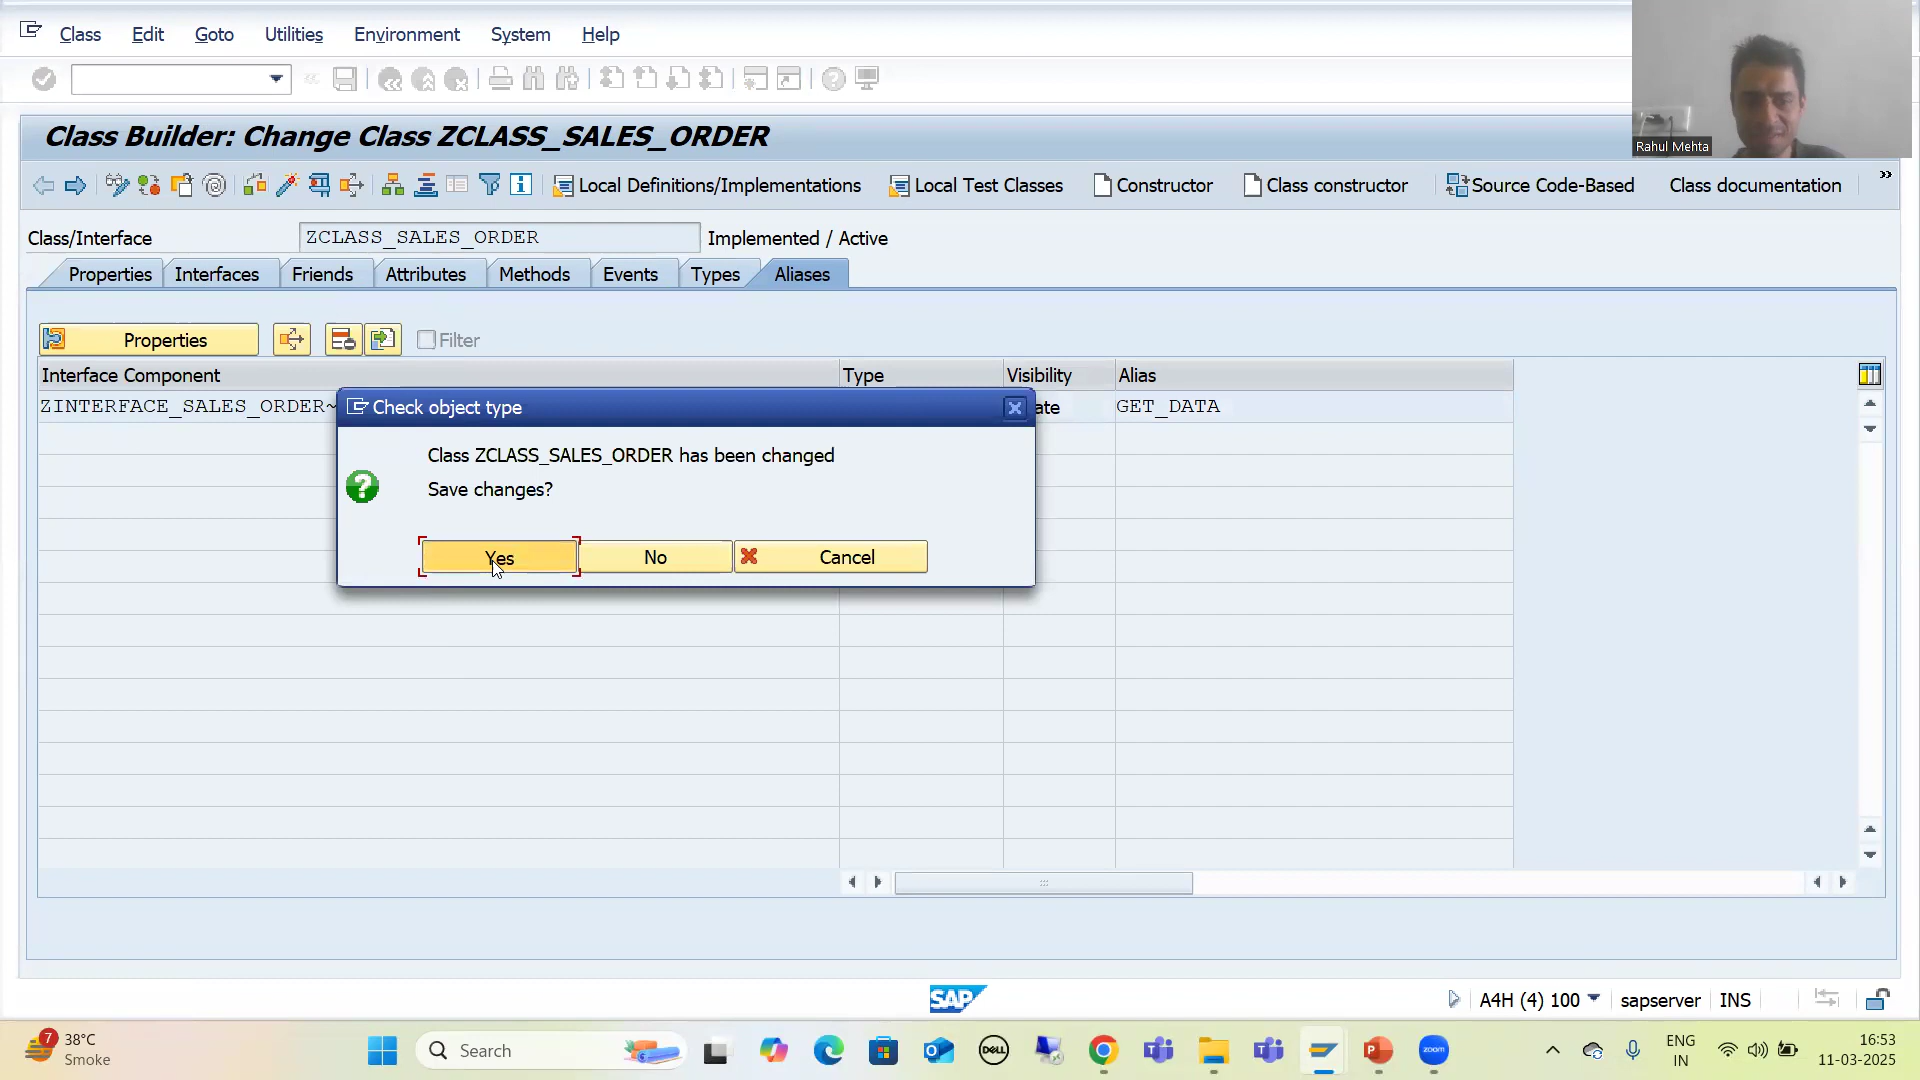 Class Edit Goto Utilities Environment System Help
Rahul Mehta
Class Builder: Change Class ZCLASS_SALES_ORDER
Local Definitions/Implementations Local Test Classes Constructor Class constructor Source Code-Based Class documentation »
Class/Interface ZCLASS_SALES_ORDER Implemented / Active
Properties Interfaces Friends Attributes Methods Events Types Aliases
Properties Filter
Interface Component Type Visibility Alias
ZINTERFACE_SALES_ORDER~ ate GET_DATA
Check object type
Class ZCLASS_SALES_ORDER has been changed
Save changes?
Yes No Cancel
SAP A4H (4) 100 sapserver INS
7 38°C Smoke
Search
DELL
zoom
ENG IN
16:53
11-03-2025